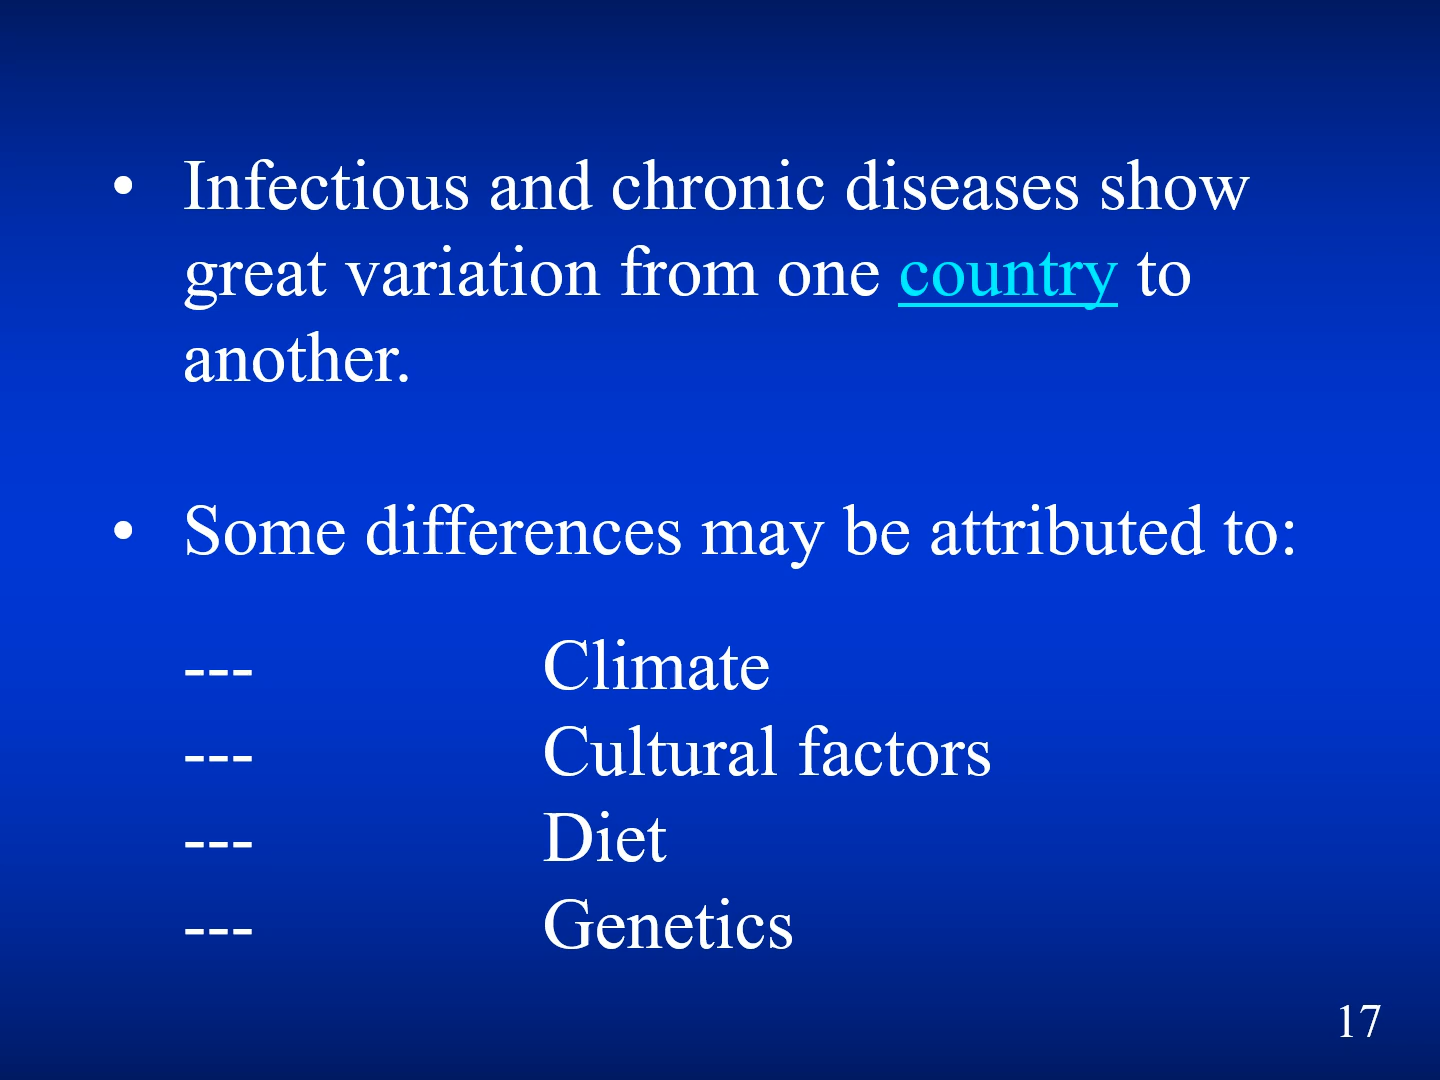 • Infectious and chronic diseases show
great variation from one country to
another.
• Some differences may be attributed to:
--- Climate
--- Cultural factors
--- Diet
--- Genetics
17